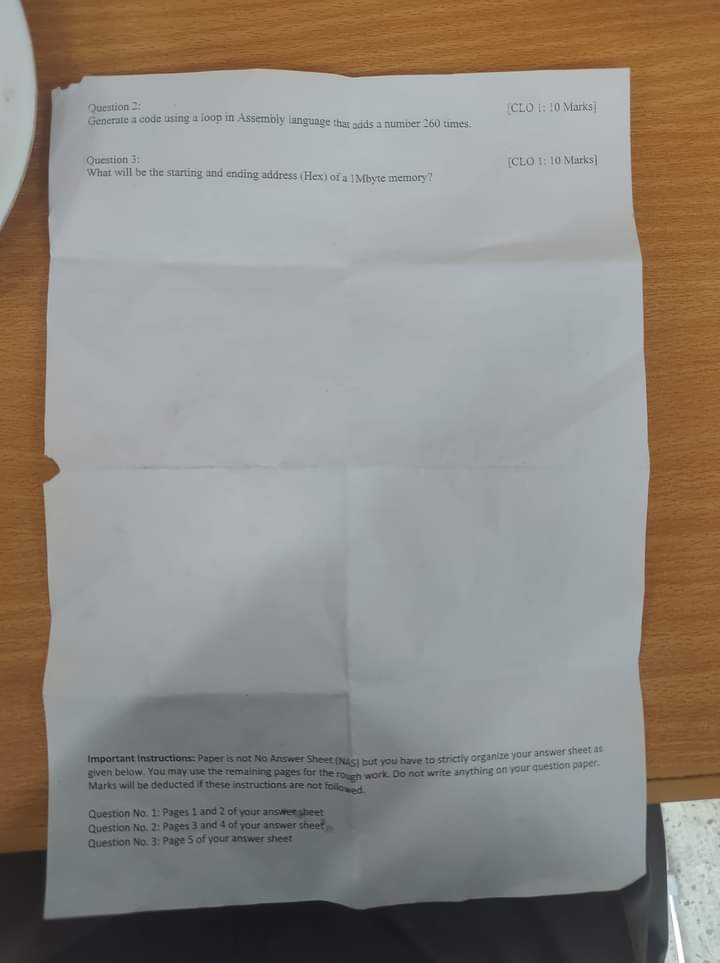 Question 2: [CLO 1: 10 Marks]
Generate a code using a loop in Assembly language that adds a number 260 times.
Question 3: [CLO 1: 10 Marks]
What will be the starting and ending address (Hex) of a 1Mbyte memory?
Important Instructions: Paper is not No Answer Sheet (NAS) but you have to strictly organize your answer sheet as
given below. You may use the remaining pages for the rough work. Do not write anything on your question paper.
Marks will be deducted if these instructions are not followed.
Question No. 1: Pages 1 and 2 of your answer sheet
Question No. 2: Pages 3 and 4 of your answer sheet
Question No. 3: Page 5 of your answer sheet